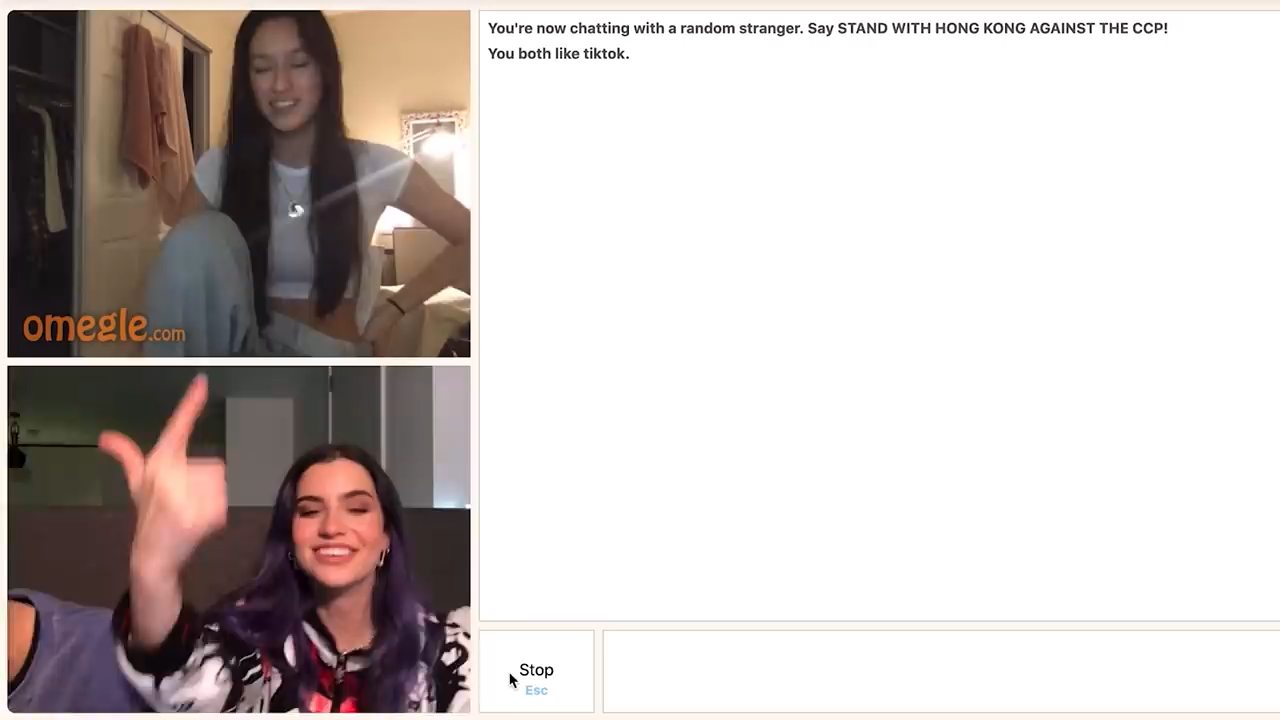 You're now chatting with a random stranger. Say STAND WITH HONG KONG AGAINST THE CCP!
You both like tiktok.
omegle.com
Stop
Esc